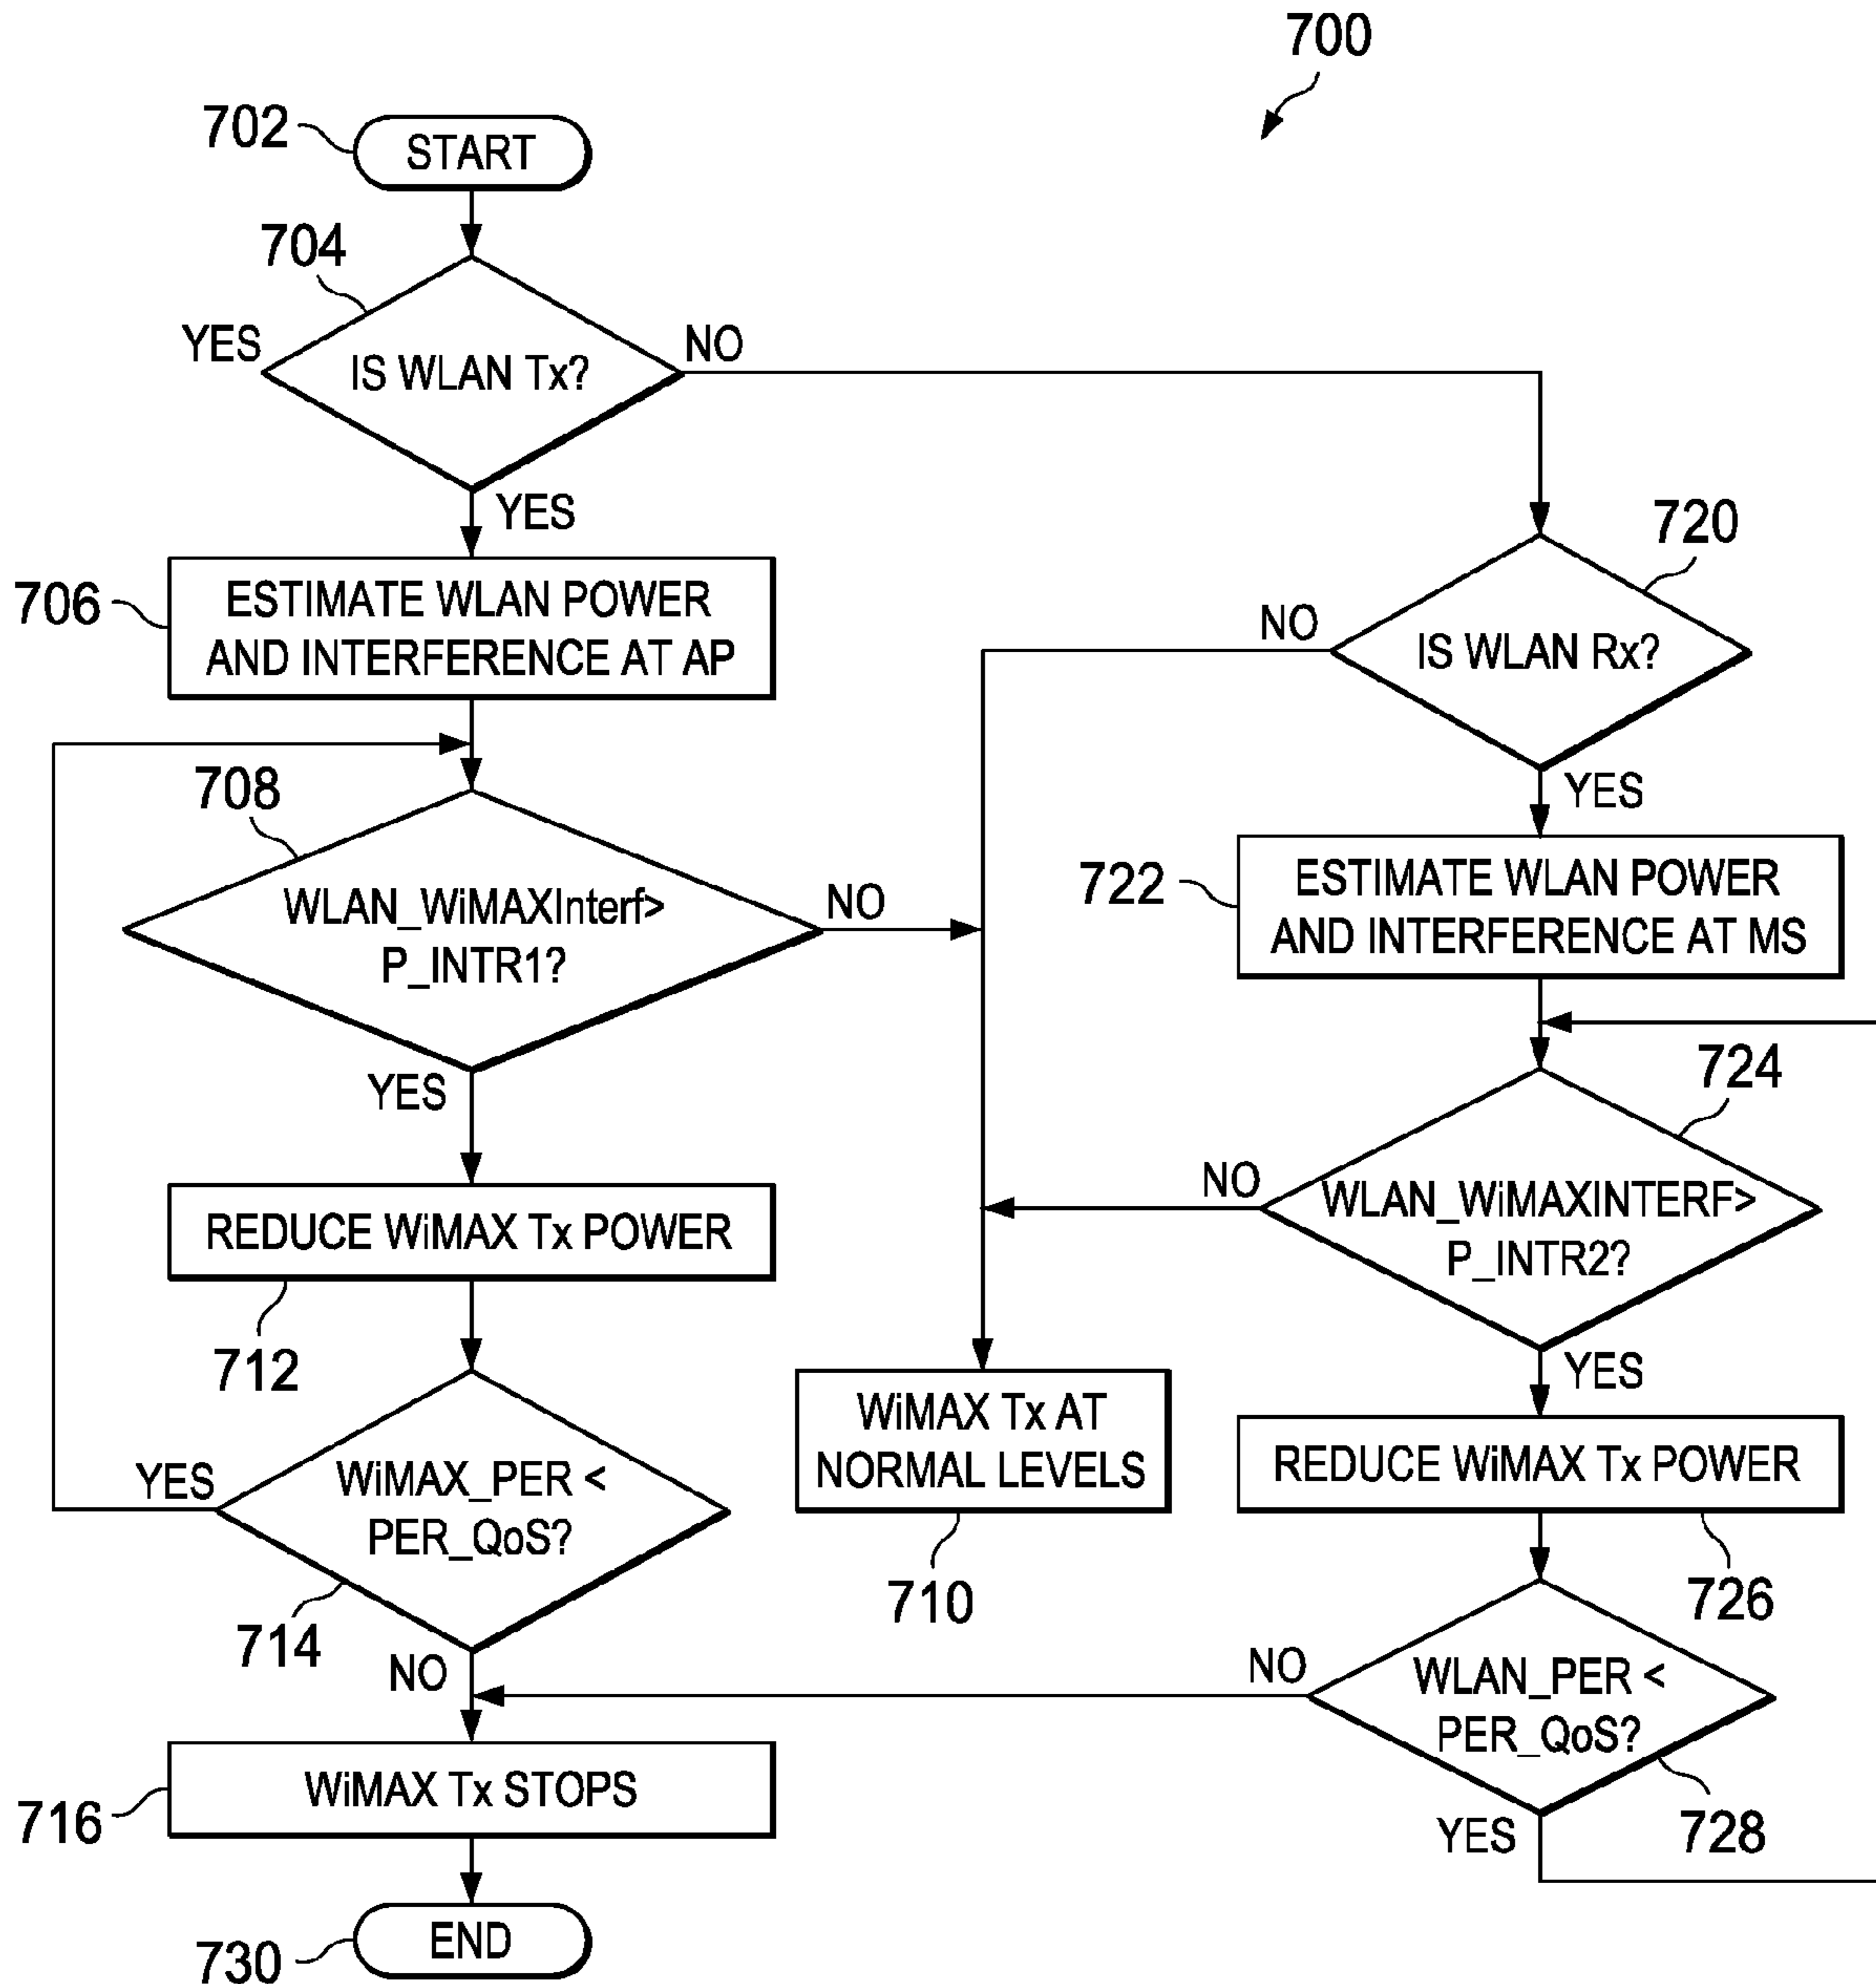 700
702
START
704
YES
IS WLAN Tx?
NO
YES
706
ESTIMATE WLAN POWER
AND INTERFERENCE AT AP
720
NO
IS WLAN Rx?
YES
708
WLAN_WiMAXInterf>
P_INTR1?
NO
YES
722
ESTIMATE WLAN POWER
AND INTERFERENCE AT MS
724
NO
WLAN_WiMAXINTERF>
P_INTR2?
YES
REDUCE WiMAX Tx POWER
712
WiMAX Tx AT
NORMAL LEVELS
710
REDUCE WiMAX Tx POWER
726
YES
WiMAX_PER <
PER_QoS?
714
NO
NO
WLAN_PER <
PER_QoS?
728
YES
716
WiMAX Tx STOPS
730
END